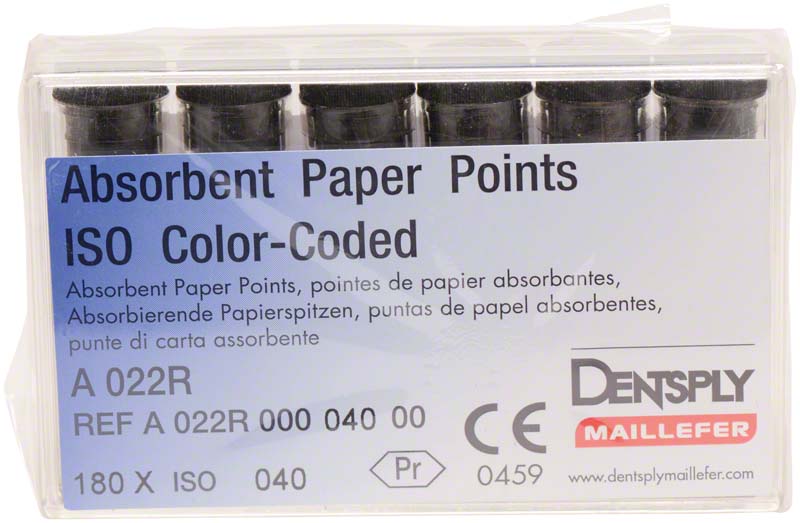 Absorbent Paper Points
ISO Color-Coded
Absorbent Paper Points, pointes de papier absorbantes,
Absorbierende Papierspitzen, puntas de papel absorbentes,
punte di carta assorbente
A 022R
REF A 022R 000 040 00
180 X ISO 040
Pr
CE
0459
DENTSPLY
MAILLEFER
www.dentsplymaillefer.com